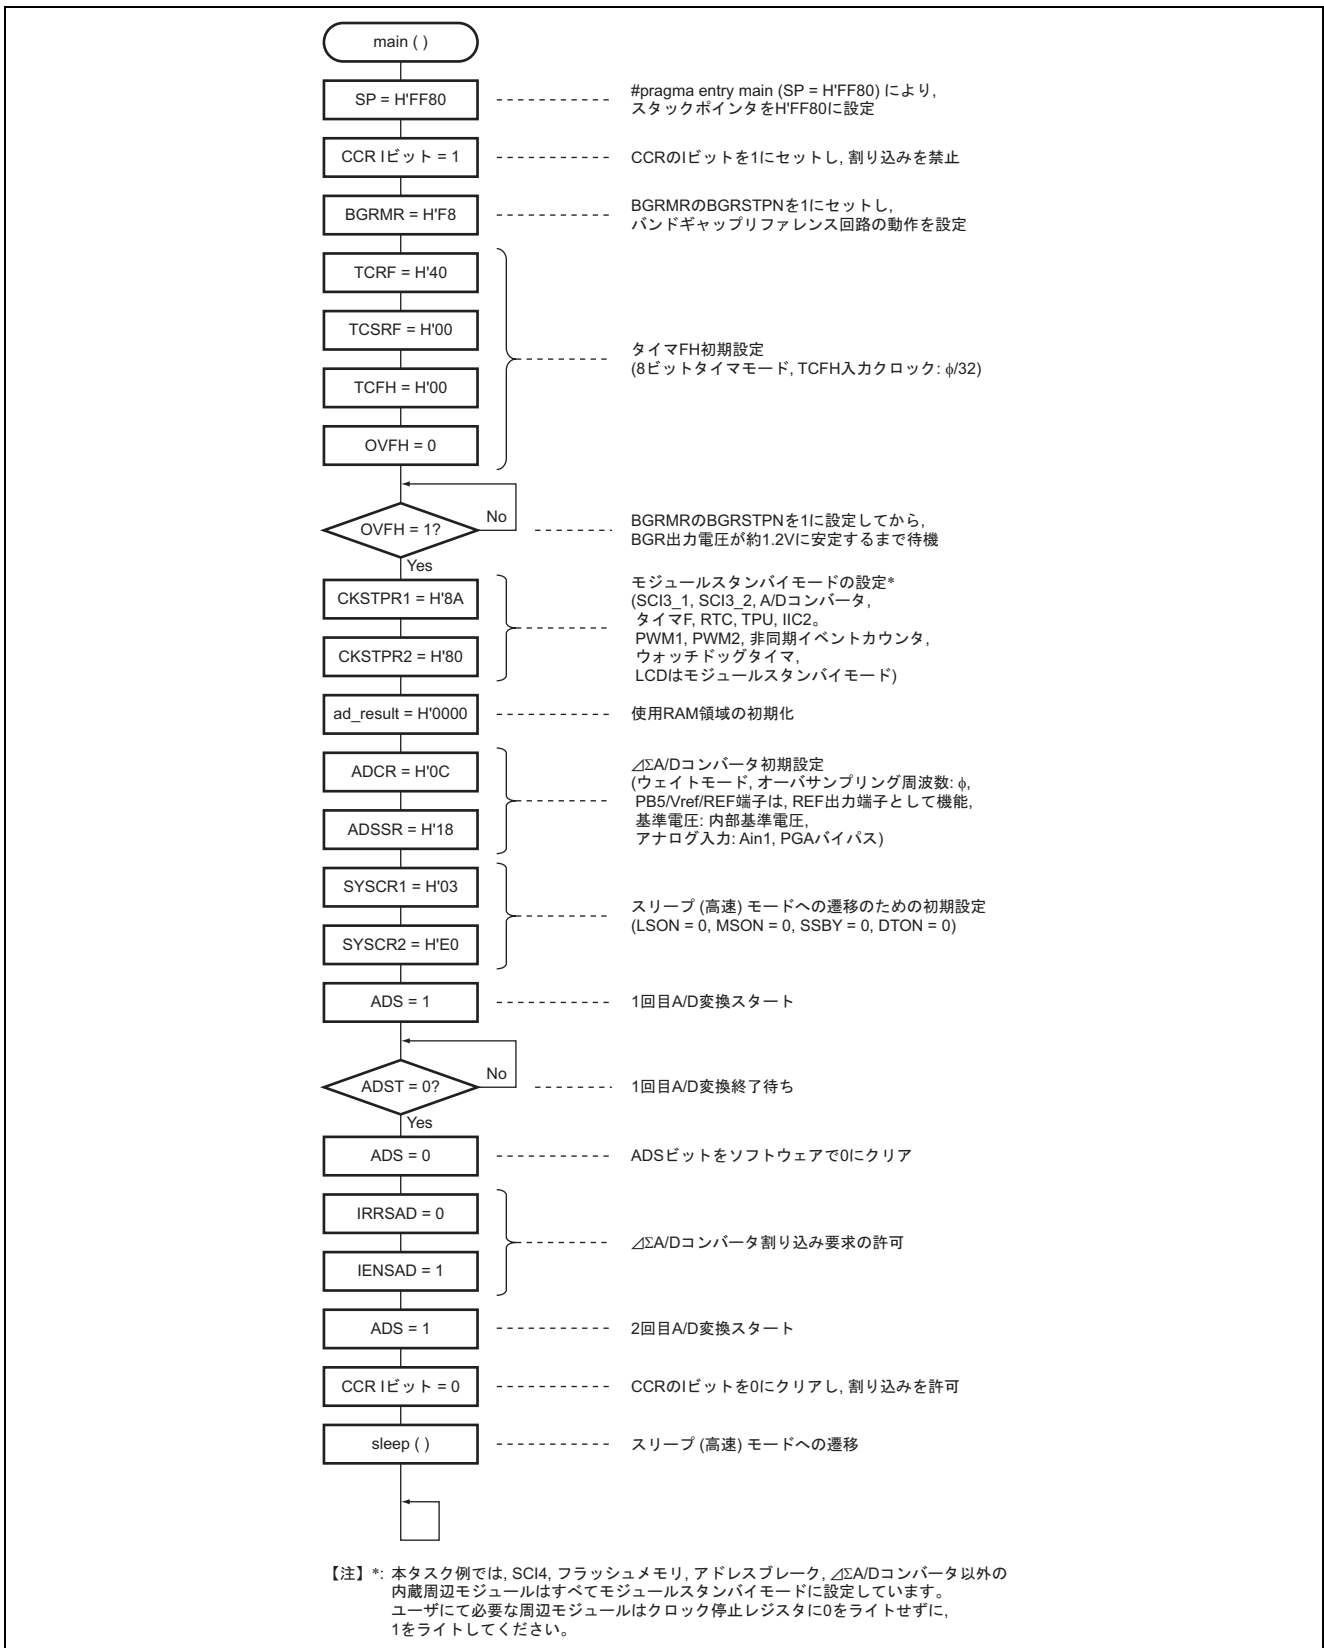 main ( )
SP = H'FF80
#pragma entry main (SP = H'FF80) により,
スタックポインタをH'FF80に設定
CCR Iビット = 1
CCRのIビットを1にセットし, 割り込みを禁止
BGRMR = H'F8
BGRMRのBGRSTPNを1にセットし,
バンドギャップリファレンス回路の動作を設定
TCRF = H'40
TCSRF = H'00
TCFH = H'00
OVFH = 0
タイマFH初期設定
(8ビットタイマモード, TCFH入力クロック: φ/32)
OVFH = 1?
No
Yes
BGRMRのBGRSTPNを1に設定してから,
BGR出力電圧が約1.2Vに安定するまで待機
CKSTPR1 = H'8A
CKSTPR2 = H'80
モジュールスタンバイモードの設定*
(SCI3_1, SCI3_2, A/Dコンバータ,
タイマF, RTC, TPU, IIC2。
PWM1, PWM2, 非同期イベントカウンタ,
ウォッチドッグタイマ,
LCDはモジュールスタンバイモード)
ad_result = H'0000
使用RAM領域の初期化
ADCR = H'0C
ADSSR = H'18
⊿ΣA/Dコンバータ初期設定
(ウェイトモード, オーバサンプリング周波数: φ,
PB5/Vref/REF端子は, REF出力端子として機能,
基準電圧: 内部基準電圧,
アナログ入力: Ain1, PGAバイパス)
SYSCR1 = H'03
SYSCR2 = H'E0
スリープ (高速) モードへの遷移のための初期設定
(LSON = 0, MSON = 0, SSBY = 0, DTON = 0)
ADS = 1
1回目A/D変換スタート
ADST = 0?
No
Yes
1回目A/D変換終了待ち
ADS = 0
ADSビットをソフトウェアで0にクリア
IRRSAD = 0
IENSAD = 1
⊿ΣA/Dコンバータ割り込み要求の許可
ADS = 1
2回目A/D変換スタート
CCR Iビット = 0
CCRのIビットを0にクリアし, 割り込みを許可
sleep ( )
スリープ (高速) モードへの遷移
【注】 *: 本タスク例では, SCI4, フラッシュメモリ, アドレスブレーク, ⊿ΣA/Dコンバータ以外の
内蔵周辺モジュールはすべてモジュールスタンバイモードに設定しています。
ユーザにて必要な周辺モジュールはクロック停止レジスタに0をライトせずに,
1をライトしてください。